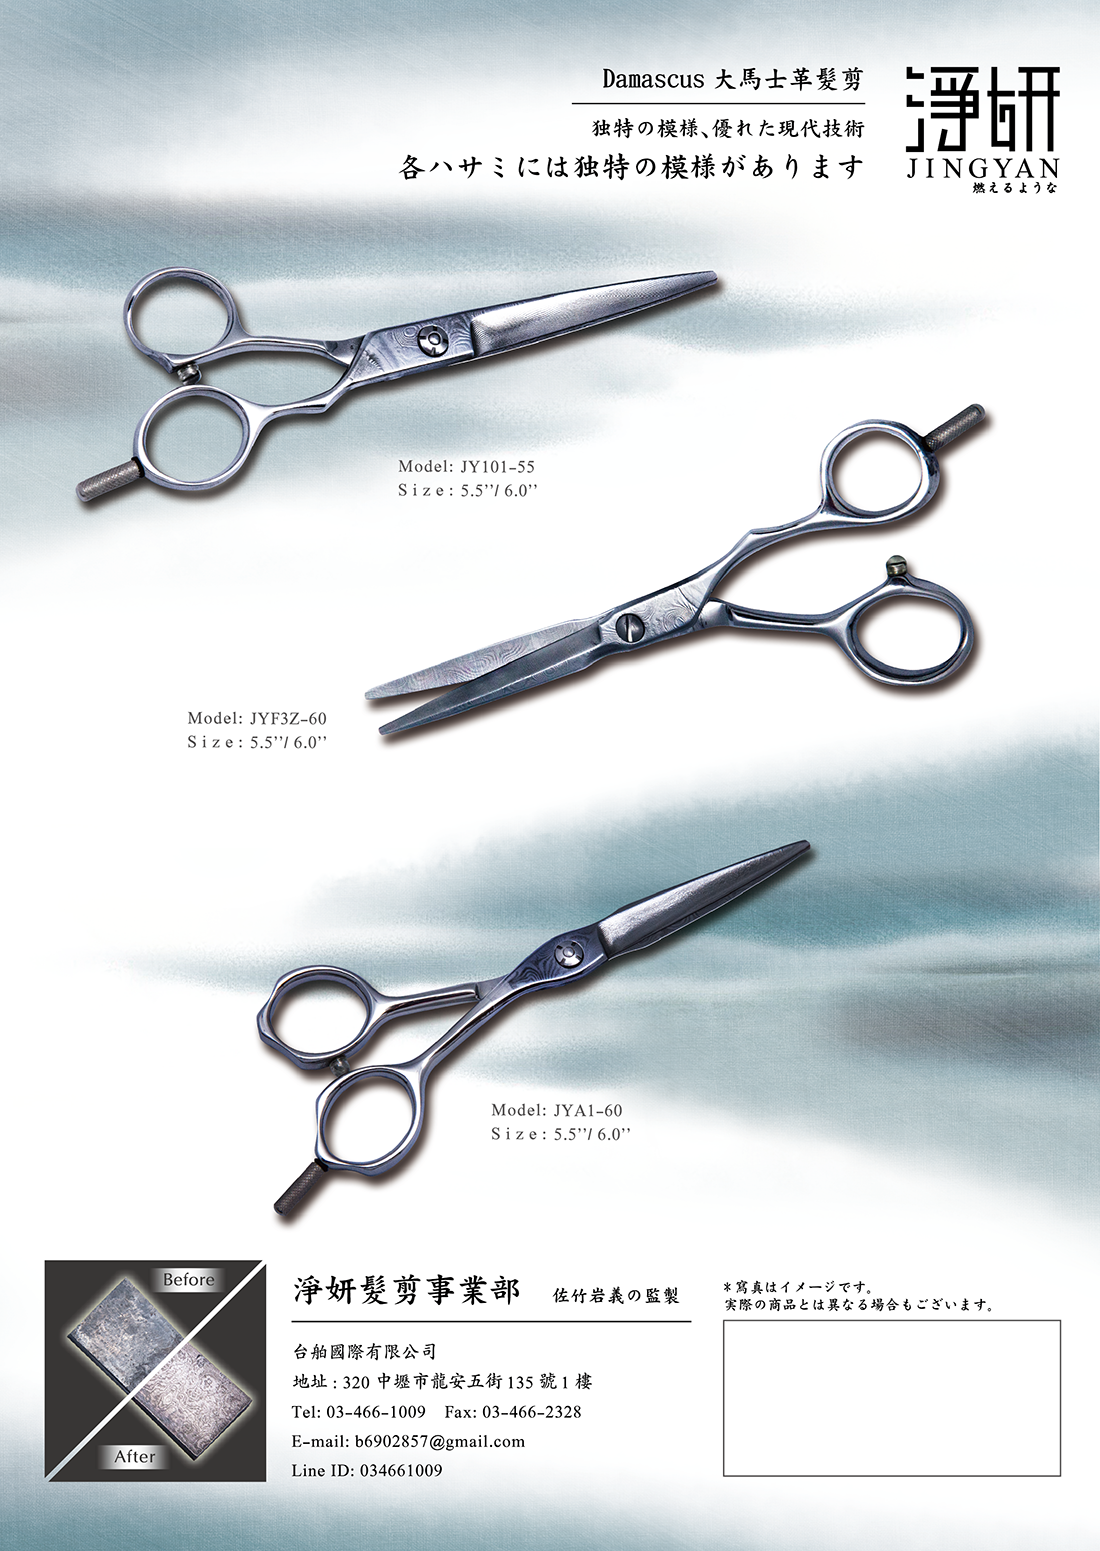 Damascus 大馬士革髮剪
独特の模様、優れた現代技術
各ハサミには独特の模様があります
淨妍
JINGYAN
燃えるような
Model: JY101-55
Size: 5.5’’/ 6.0’’
Model: JYF3Z-60
Size: 5.5’’/ 6.0’’
Model: JYA1-60
Size: 5.5’’/ 6.0’’
Before
After
淨妍髮剪事業部 佐竹岩義の監製
台舶國際有限公司
地址 : 320 中壢市龍安五街 135 號 1 樓
Tel: 03-466-1009 Fax: 03-466-2328
E-mail: b6902857@gmail.com
Line ID: 034661009
*寫真はイメージです。
実際の商品とは異なる場合もございます。